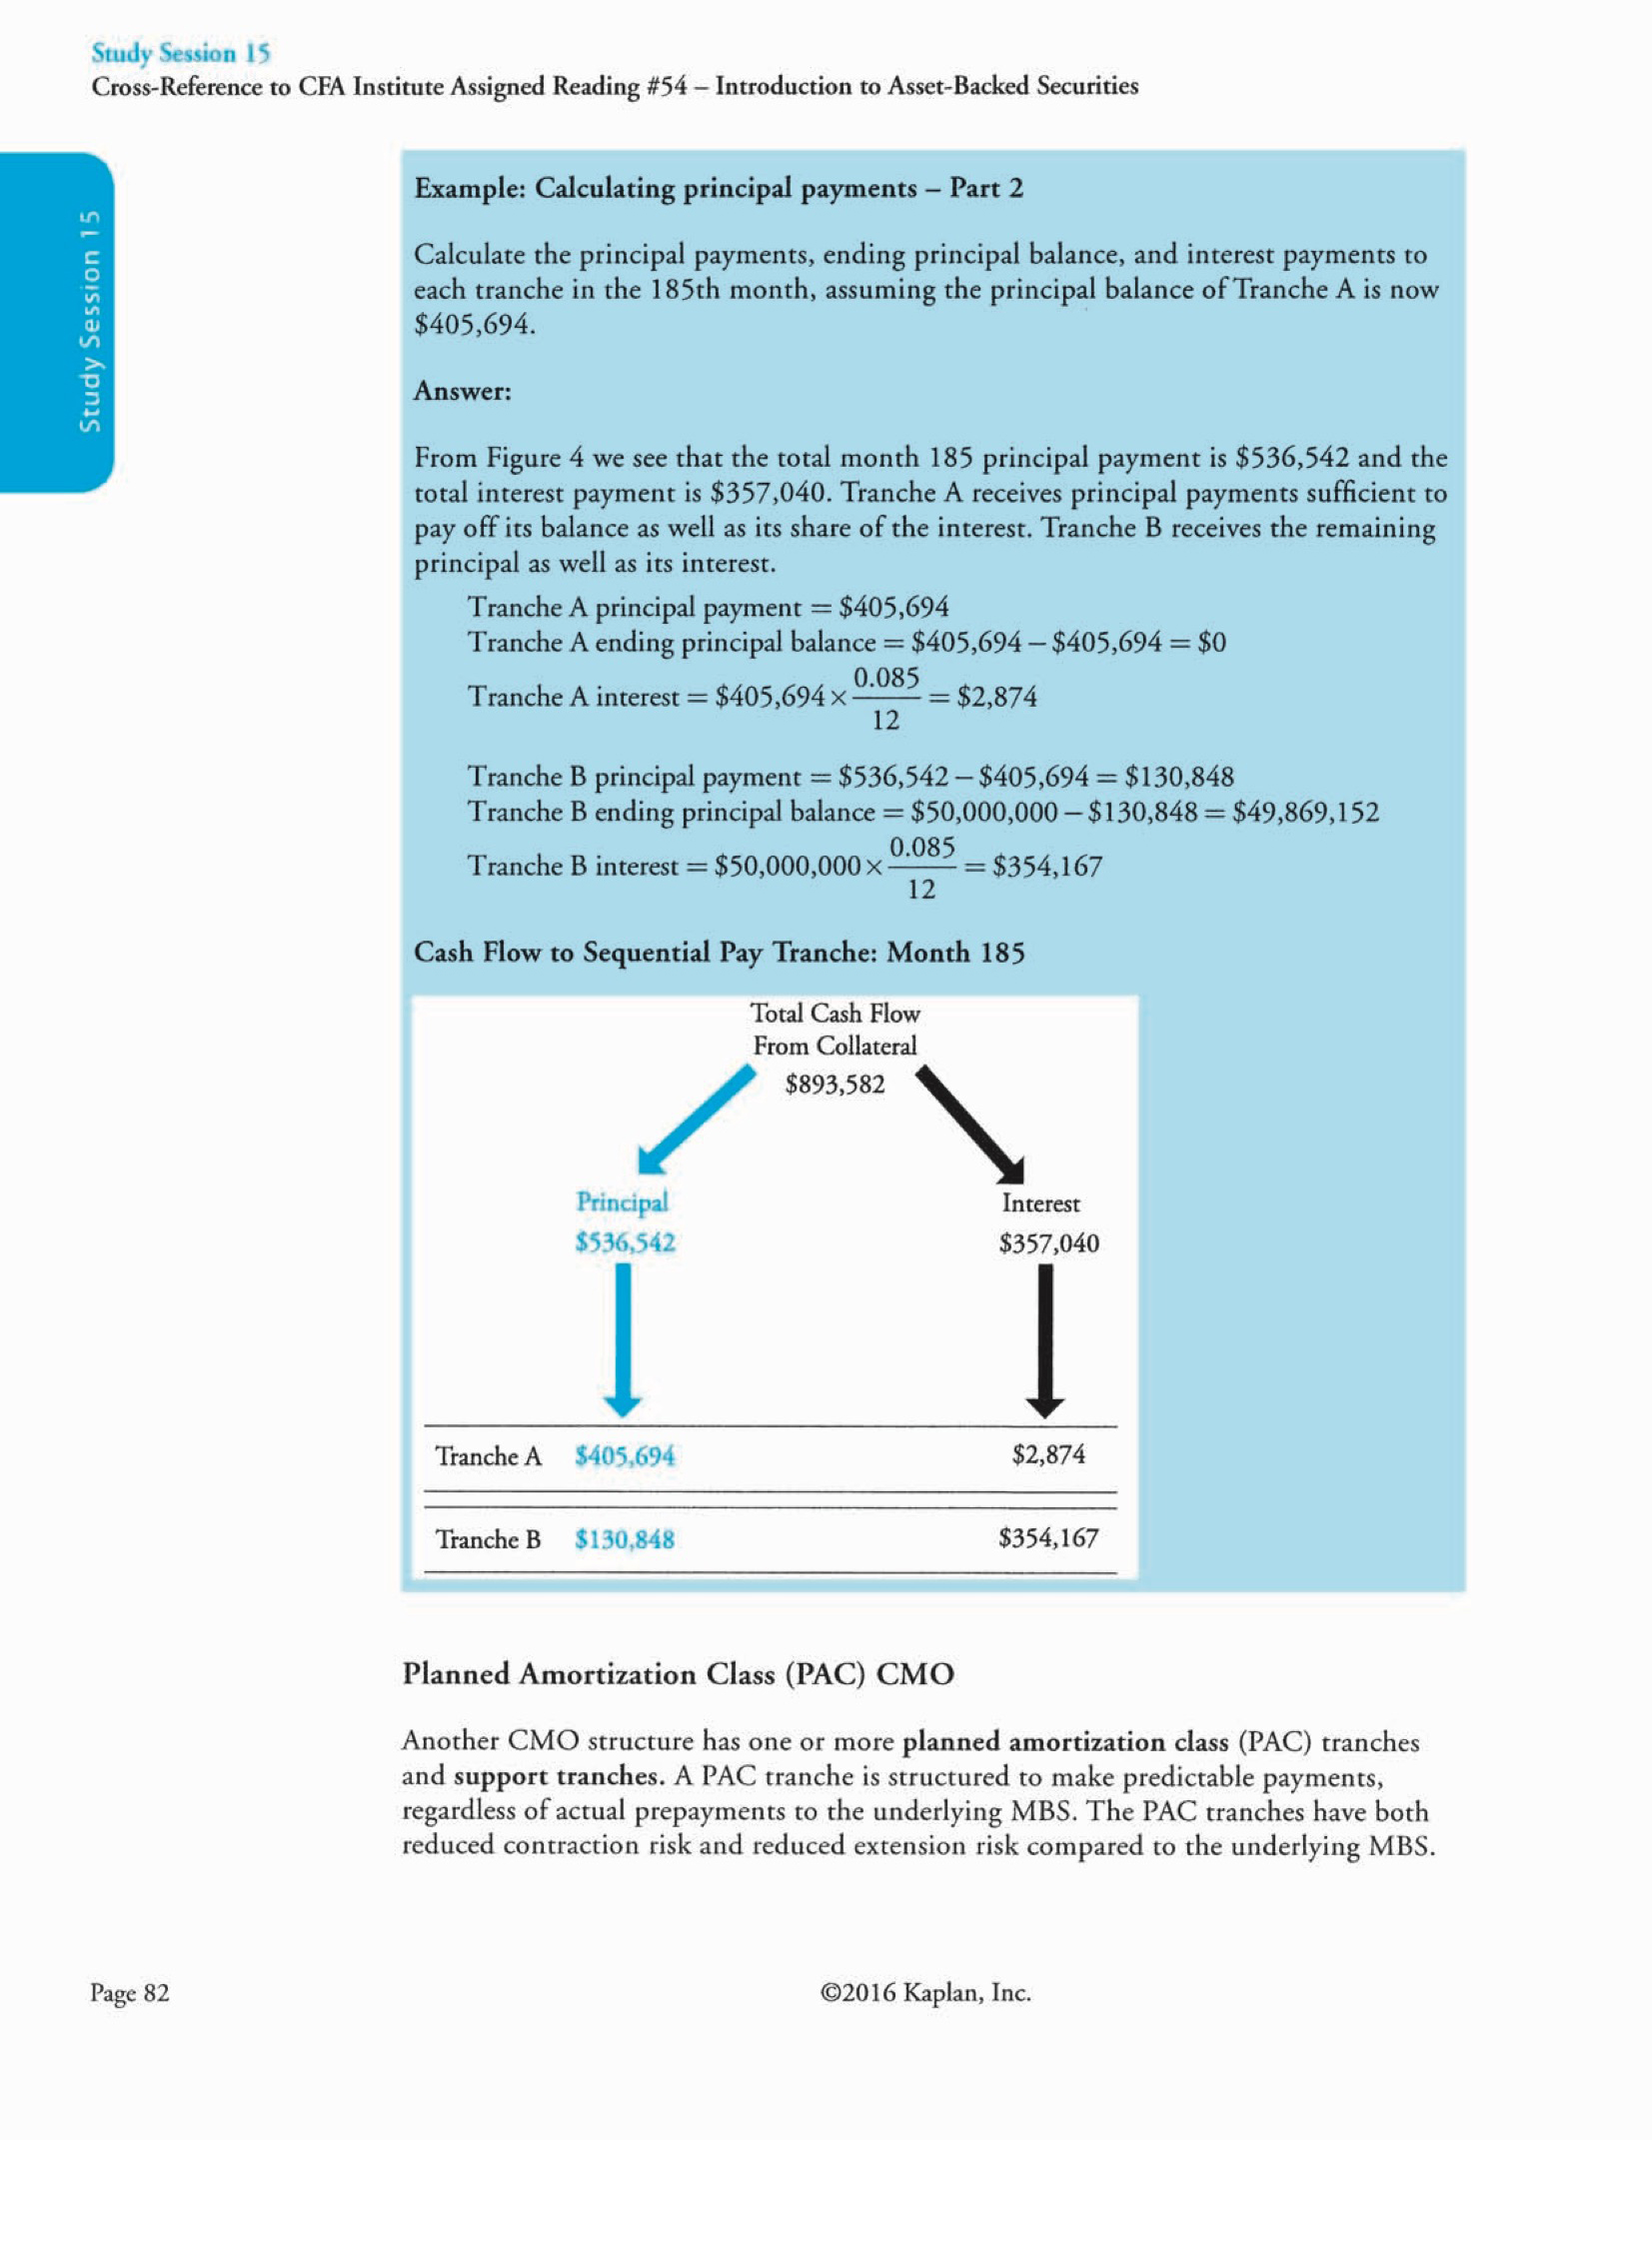 Study Session 15
Cross-Reference to CFA Institute Assigned Reading #54 – Introduction to Asset-Backed Securities
Study Session 15
Example: Calculating principal payments – Part 2
Calculate the principal payments, ending principal balance, and interest payments to
each tranche in the 185th month, assuming the principal balance of Tranche A is now
$405,694.
Answer:
From Figure 4 we see that the total month 185 principal payment is $536,542 and the
total interest payment is $357,040. Tranche A receives principal payments sufficient to
pay off its balance as well as its share of the interest. Tranche B receives the remaining
principal as well as its interest.
Tranche A principal payment = $405,694
Tranche A ending principal balance = $405,694 – $405,694 = $0
Tranche A interest = $405,694 × 0.085/12 = $2,874
Tranche B principal payment = $536,542 – $405,694 = $130,848
Tranche B ending principal balance = $50,000,000 – $130,848 = $49,869,152
Tranche B interest = $50,000,000 × 0.085/12 = $354,167
Cash Flow to Sequential Pay Tranche: Month 185
Total Cash Flow
From Collateral
$893,582
Principal Interest
$536,542 $357,040
Tranche A $405,694 $2,874
Tranche B $130,848 $354,167
Planned Amortization Class (PAC) CMO
Another CMO structure has one or more planned amortization class (PAC) tranches
and support tranches. A PAC tranche is structured to make predictable payments,
regardless of actual prepayments to the underlying MBS. The PAC tranches have both
reduced contraction risk and reduced extension risk compared to the underlying MBS.
Page 82 ©2016 Kaplan, Inc.